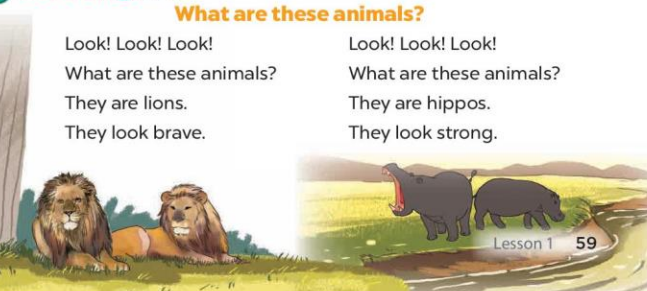 What are these animals?
Look! Look! Look!
What are these animals?
They are lions.
They look brave.
Look! Look! Look!
What are these animals?
They are hippos.
They look strong.
Lesson 1 59